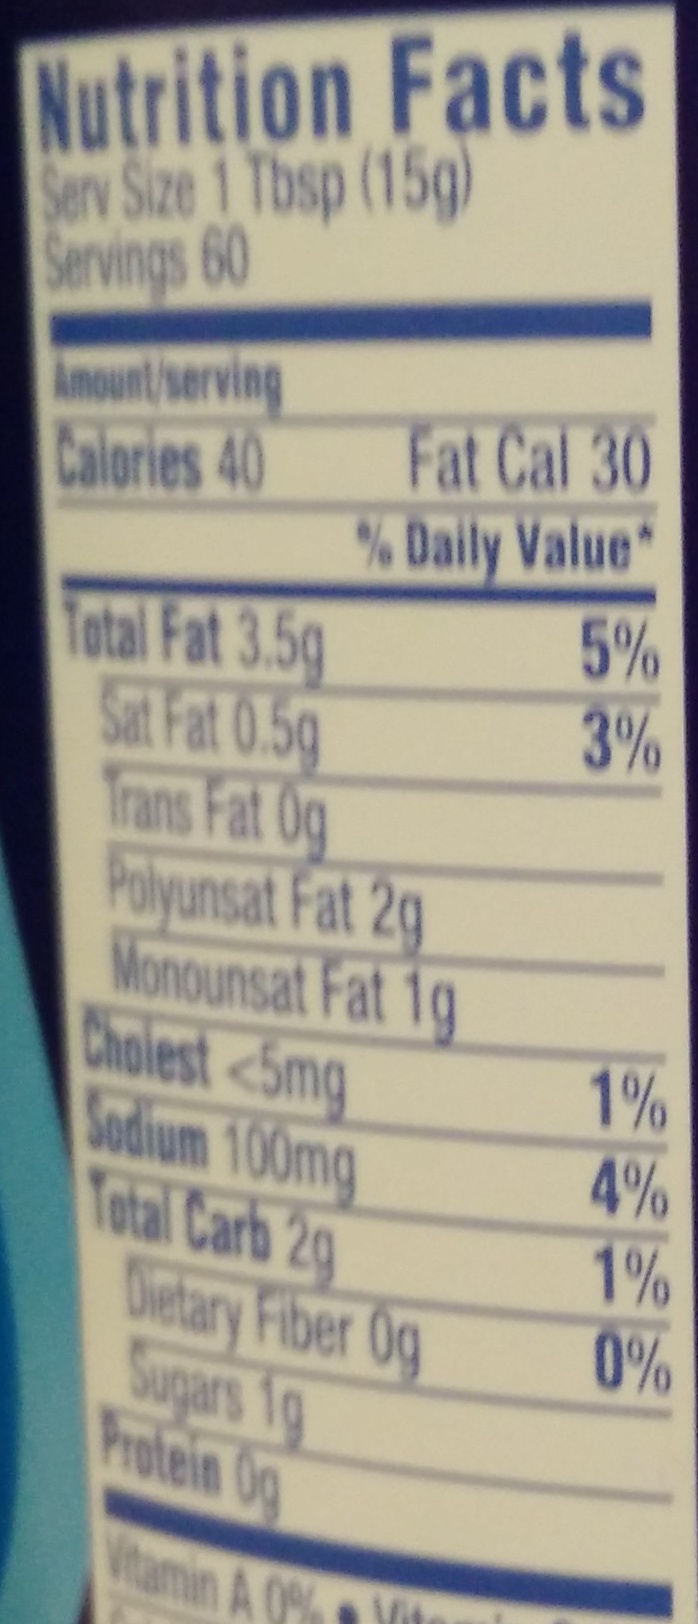 Nutrition Facts
Serv Size 1 Tbsp (15g)
Servings 60
Amount/serving
Calories 40 Fat Cal 30
% Daily Value*
Total Fat 3.5g 5%
Sat Fat 0.5g 3%
Trans Fat 0g
Polyunsat Fat 2g
Monounsat Fat 1g
Cholest <5mg 1%
Sodium 100mg 4%
Total Carb 2g 1%
Dietary Fiber 0g 0%
Sugars 1g
Protein 0g
Vitamin A 0% •